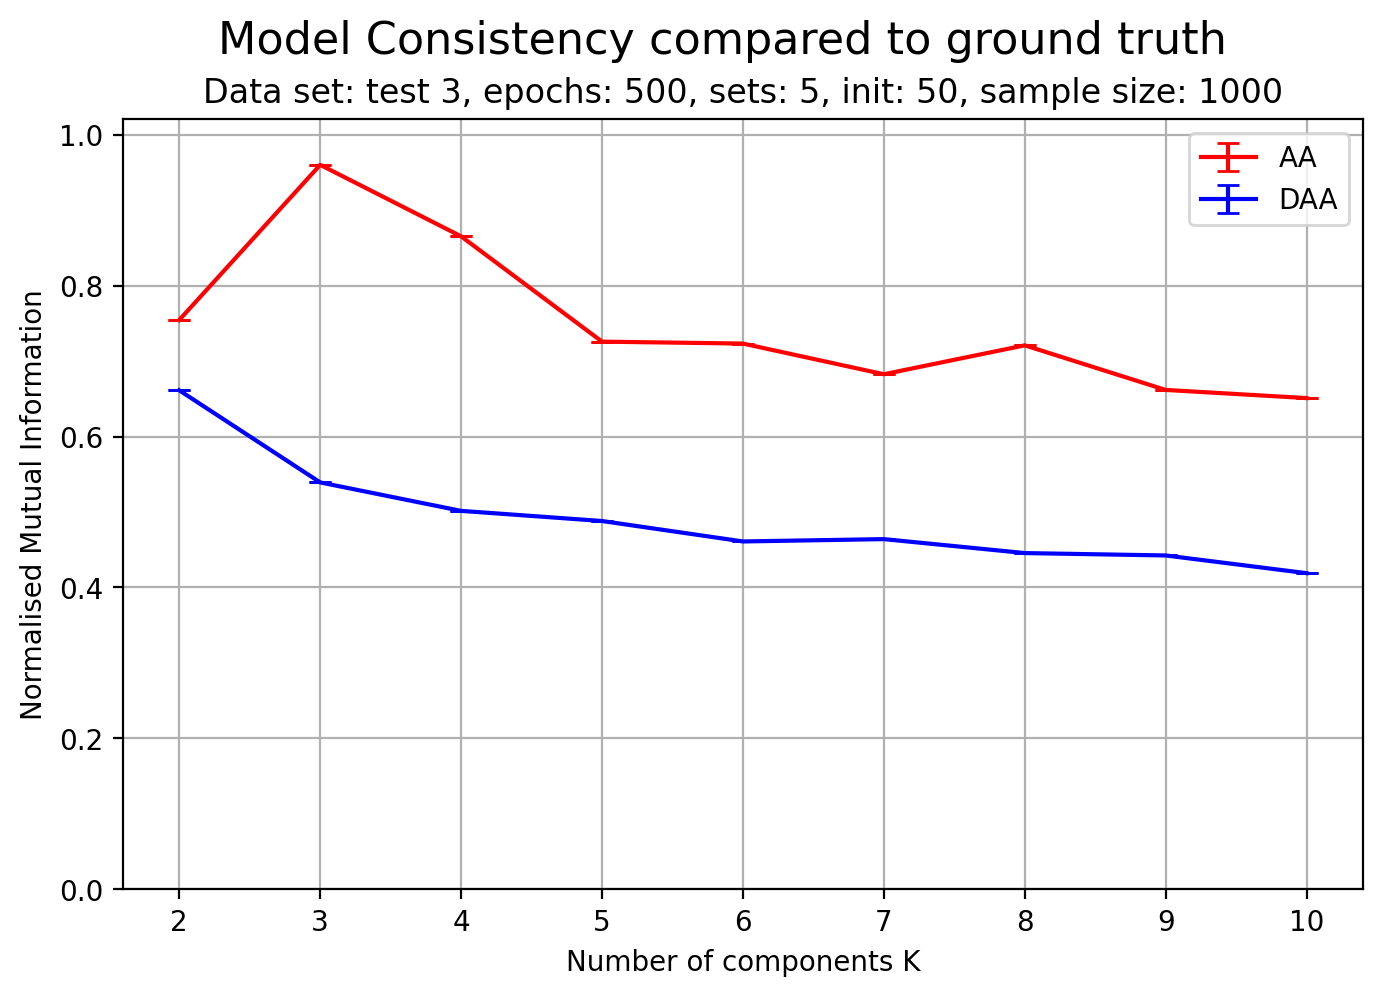 Model Consistency compared to ground truth
Data set: test 3, epochs: 500, sets: 5, init: 50, sample size: 1000
AA
DAA
Normalised Mutual Information
1.0
0.8
0.6
0.4
0.2
0.0
2 3 4 5 6 7 8 9 10
Number of components K